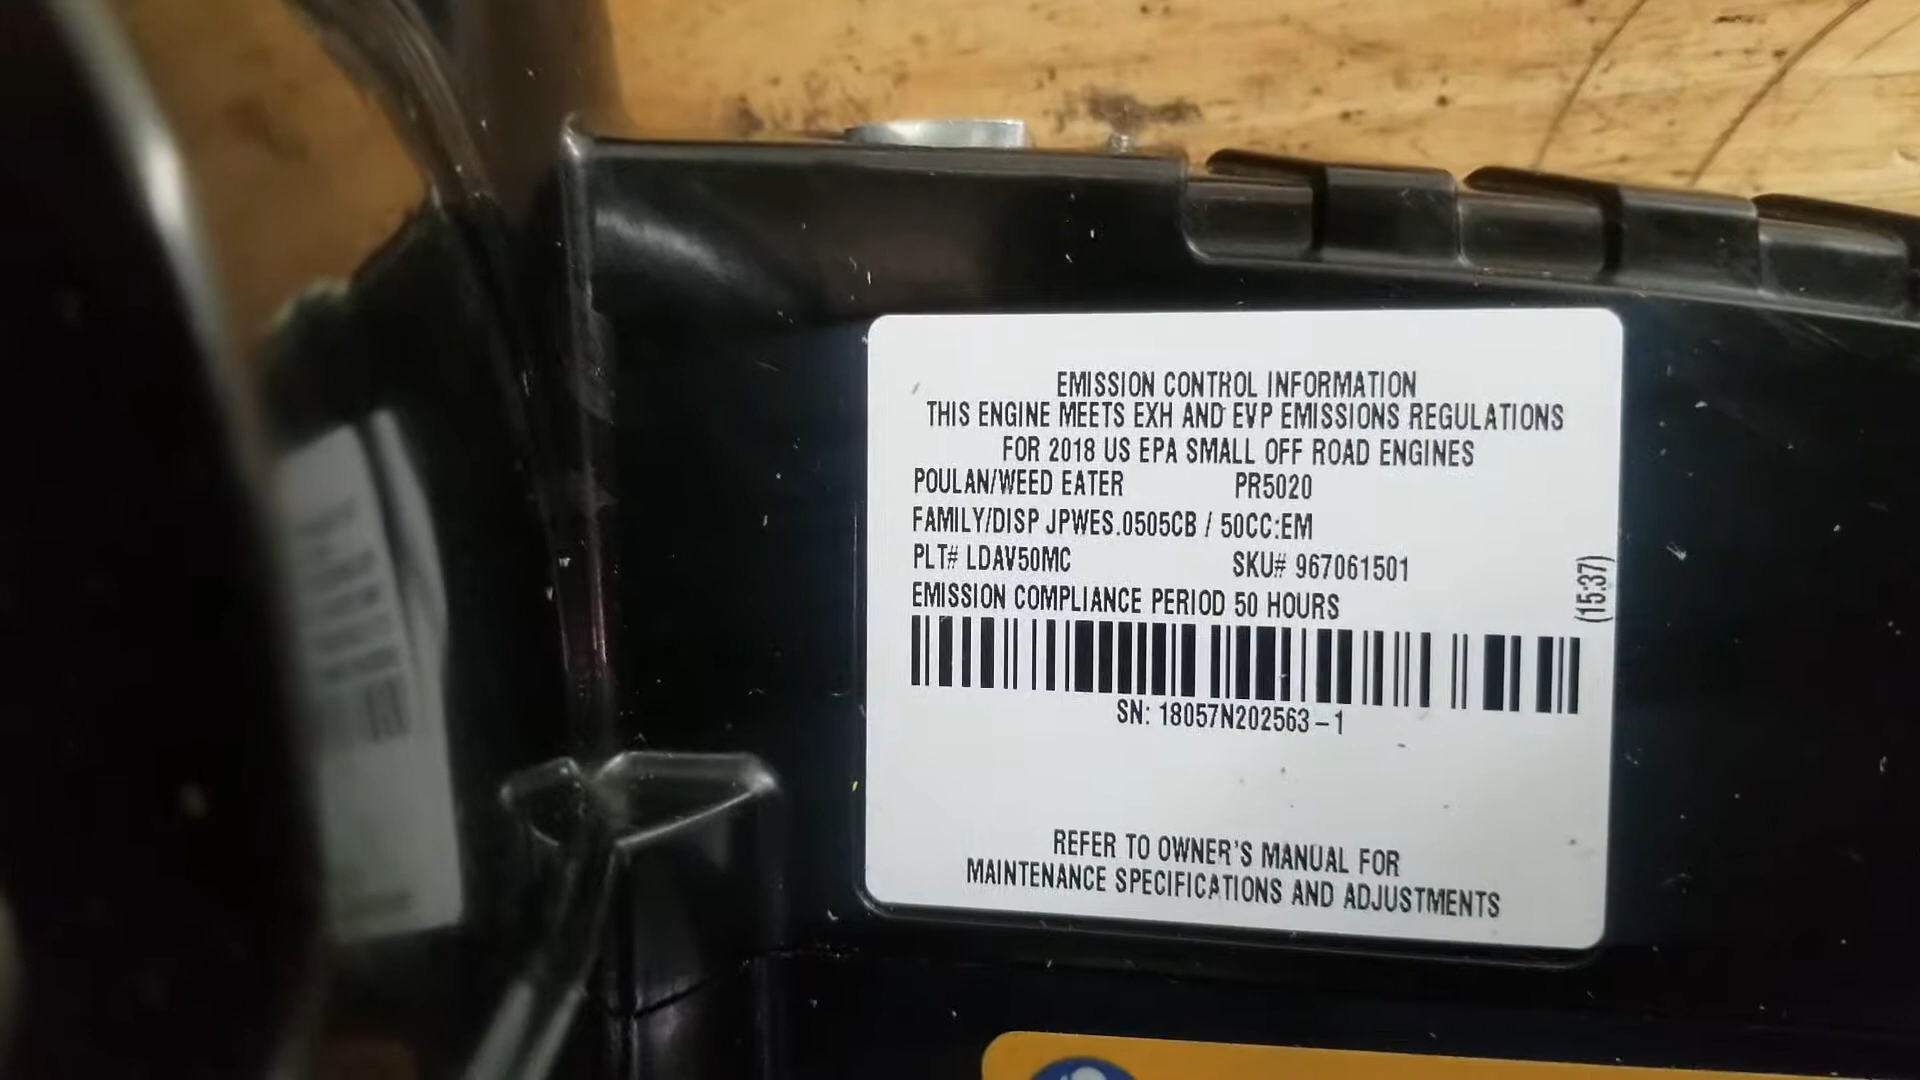 EMISSION CONTROL INFORMATION
THIS ENGINE MEETS EXH AND EVP EMISSIONS REGULATIONS
FOR 2018 US EPA SMALL OFF ROAD ENGINES
POULAN/WEED EATER PR5020
FAMILY/DISP JPWES.0505CB / 50CC:EM
PLT# LDAV50MC SKU# 967061501
EMISSION COMPLIANCE PERIOD 50 HOURS
(15:37)
SN: 18057N202563-1
REFER TO OWNER'S MANUAL FOR
MAINTENANCE SPECIFICATIONS AND ADJUSTMENTS